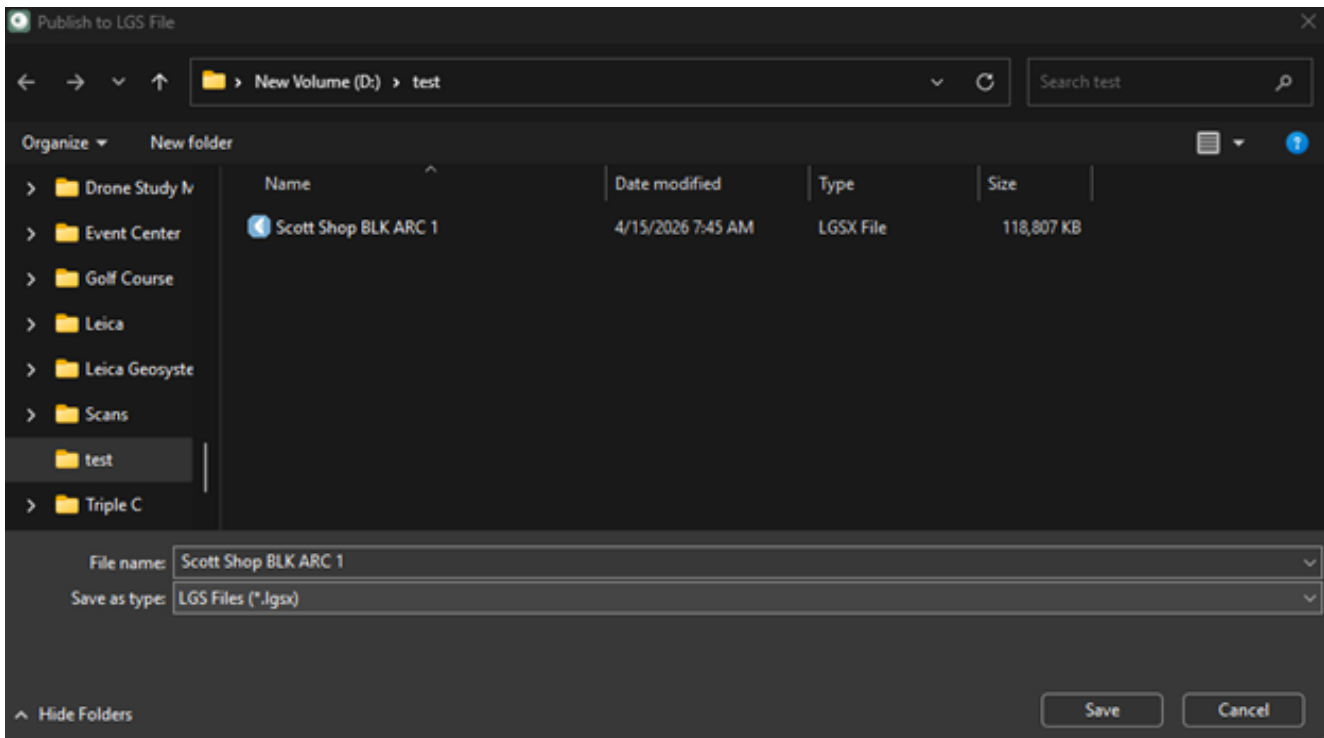 Publish to LGS File
New Volume (D:) test
Search test
Organize New folder
Name Date modified Type Size
Scott Shop BLK ARC 1 4/15/2026 7:45 AM LGSX File 118,807 KB
Drone Study M
Event Center
Golf Course
Leica
Leica Geosyste
Scans
test
Triple C
File name: Scott Shop BLK ARC 1
Save as type: LGS Files (*.lgsx)
Hide Folders Save Cancel